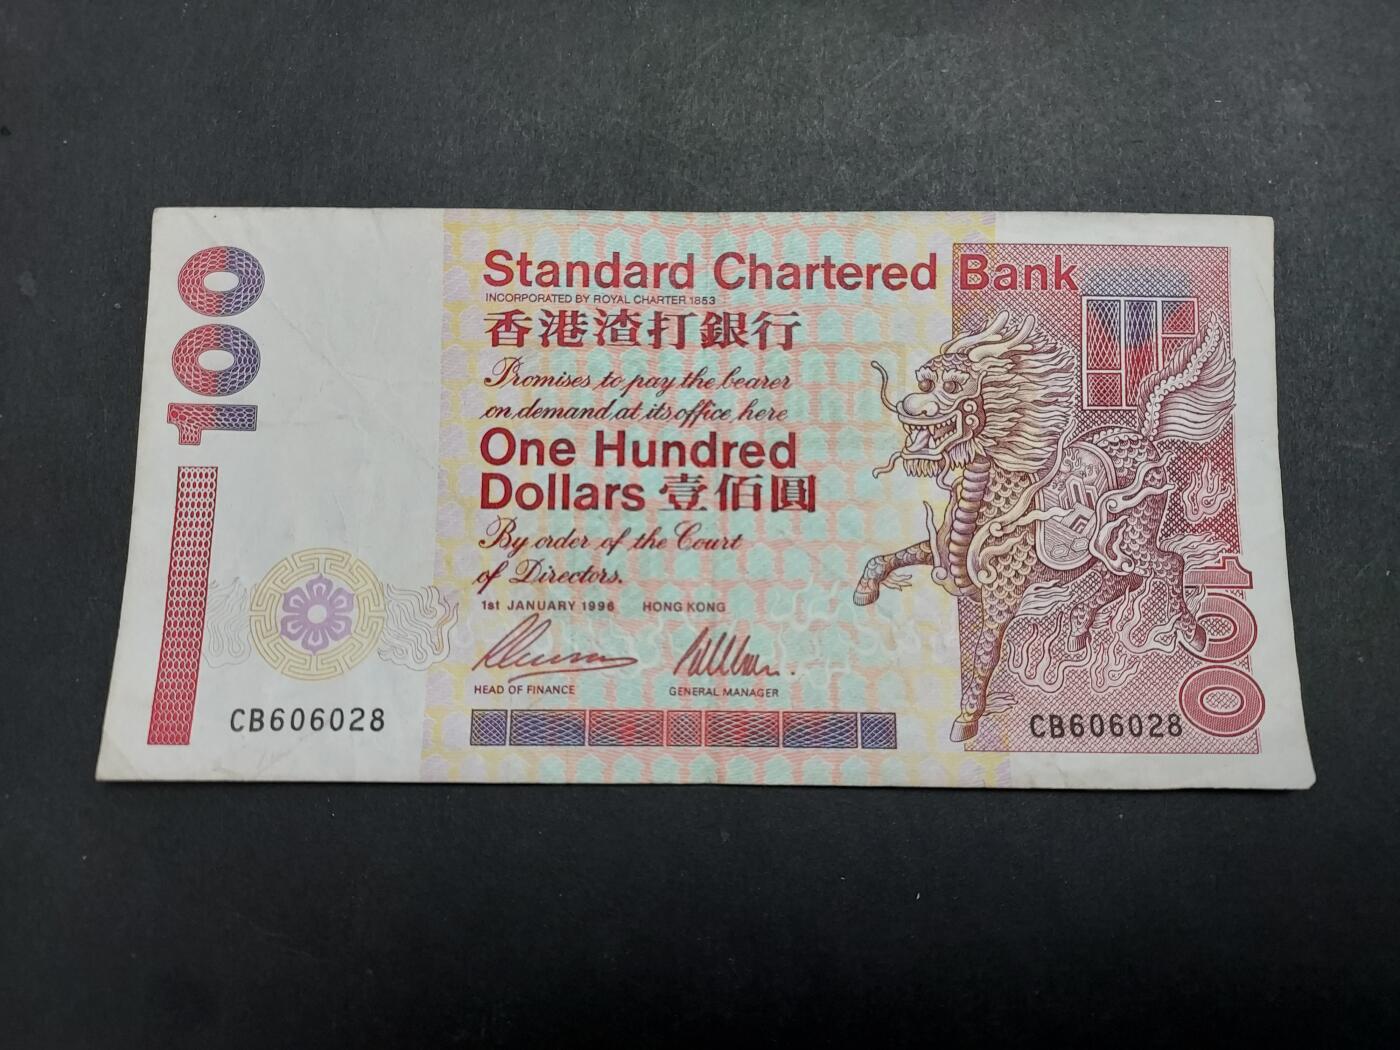 100
Standard Chartered Bank
INCORPORATED BY ROYAL CHARTER 1853
香港渣打銀行
Promises to pay the bearer
on demand at its office here
One Hundred
Dollars 壹佰圓
By order of the Court
of Directors.
1st JANUARY 1996 HONG KONG
HEAD OF FINANCE GENERAL MANAGER
CB606028
CB606028
100